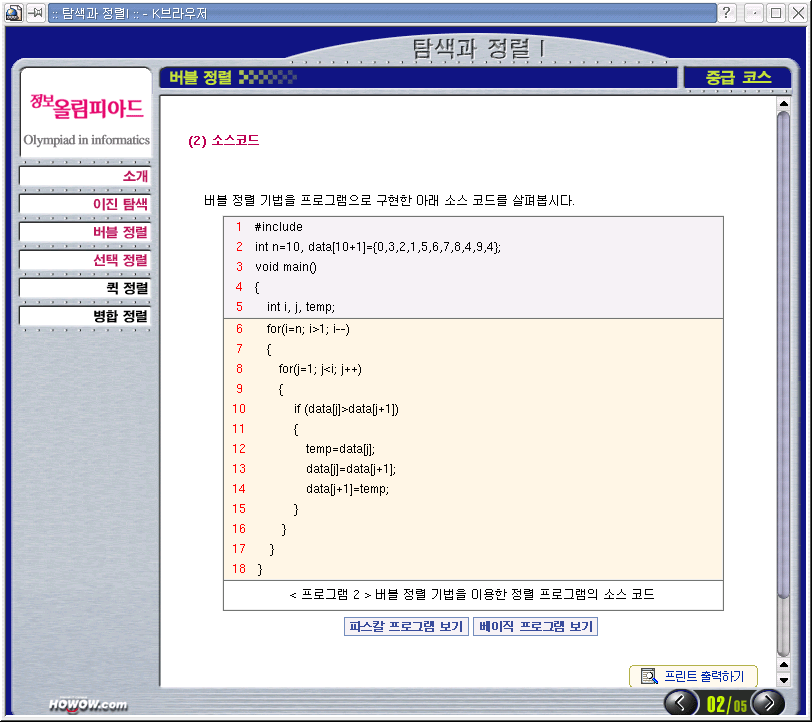 :: 탐색과 정렬I :: - K브라우저
탐색과 정렬 I
버블 정렬
중급 코스
정보올림피아드
Olympiad in informatics
소개
이진 탐색
버블 정렬
선택 정렬
퀵 정렬
병합 정렬
(2) 소스코드
버블 정렬 기법을 프로그램으로 구현한 아래 소스 코드를 살펴봅시다.
1 #include
2 int n=10, data[10+1]={0,3,2,1,5,6,7,8,4,9,4};
3 void main()
4 {
5 int i, j, temp;
6 for(i=n; i>1; i--)
7 {
8 for(j=1; j<i; j++)
9 {
10 if (data[j]>data[j+1])
11 {
12 temp=data[j];
13 data[j]=data[j+1];
14 data[j+1]=temp;
15 }
16 }
17 }
18 }
< 프로그램 2 > 버블 정렬 기법을 이용한 정렬 프로그램의 소스 코드
파스칼 프로그램 보기 베이직 프로그램 보기
프린트 출력하기
HOWOW.com
02/05